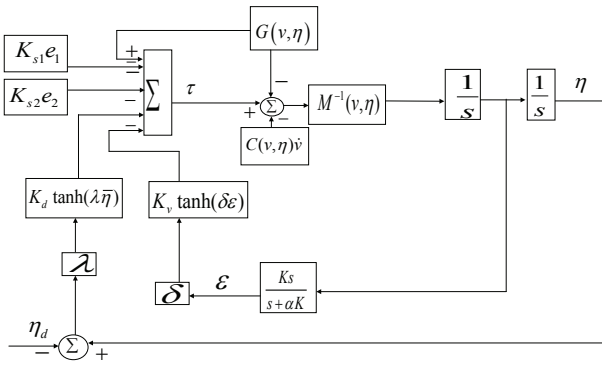 G(v,η)
K_{s1}e_1
+
−
−
K_{s2}e_2
−
−
∑
τ
+
∑
−
−
M^{-1}(v,η)
1/s
1/s
η
C(v,η)v̇
K_d tanh(λη̄)
K_v tanh(δε)
λ
δ
ε
Ks/(s+αK)
η_d
−
∑
+